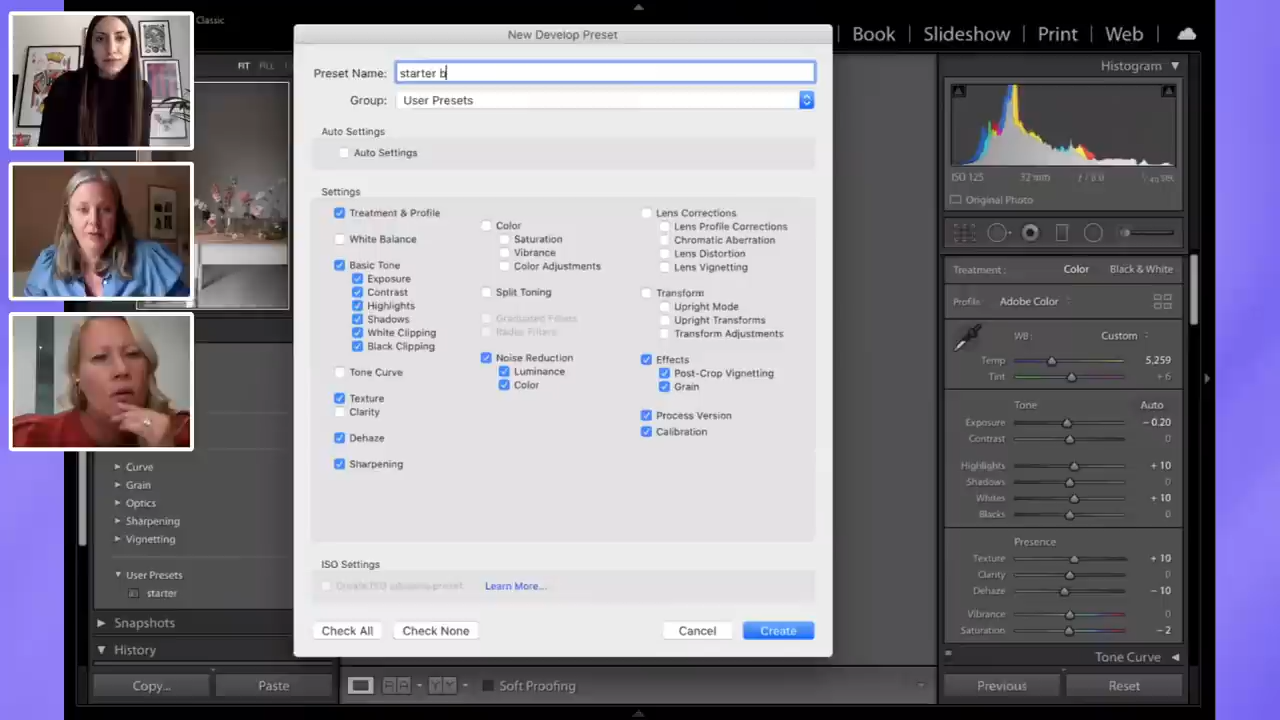 Classic
Book | Slideshow | Print | Web
FIT FILL
New Develop Preset
Preset Name: starter b
Group: User Presets
Auto Settings
Auto Settings
Settings
Treatment & Profile
White Balance
Basic Tone
Exposure
Contrast
Highlights
Shadows
White Clipping
Black Clipping
Tone Curve
Texture
Clarity
Dehaze
Sharpening
Color
Saturation
Vibrance
Color Adjustments
Split Toning
Graduated Filters
Radial Filters
Noise Reduction
Luminance
Color
Lens Corrections
Lens Profile Corrections
Chromatic Aberration
Lens Distortion
Lens Vignetting
Transform
Upright Mode
Upright Transforms
Transform Adjustments
Effects
Post-Crop Vignetting
Grain
Process Version
Calibration
ISO Settings
Learn More...
Check All
Check None
Cancel
Create
Curve
Grain
Optics
Sharpening
Vignetting
User Presets
starter
Snapshots
History
Copy...
Paste
Soft Proofing
Histogram
ISO 125 32 mm
Original Photo
Treatment: Color Black & White
Profile: Adobe Color
WB: Custom
Temp 5,259
Tint + 6
Tone Auto
Exposure − 0.20
Contrast 0
Highlights + 10
Shadows 0
Whites + 10
Blacks 0
Presence
Texture + 10
Clarity 0
Dehaze − 10
Vibrance 0
Saturation − 2
Tone Curve
Previous
Reset